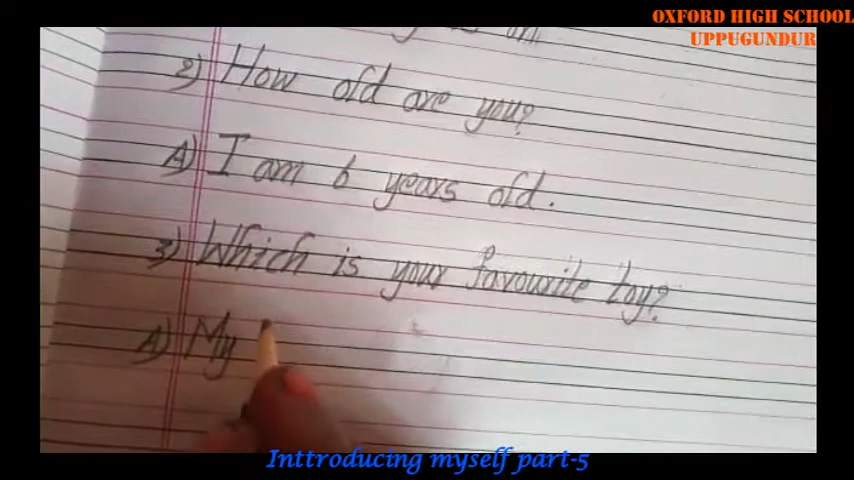 OXFORD HIGH SCHOOL
UPPUGUNDUR
2) How old are you?
A) I am 6 years old.
3) Which is your favourite toy?
A) My
Inttroducing myself part-5